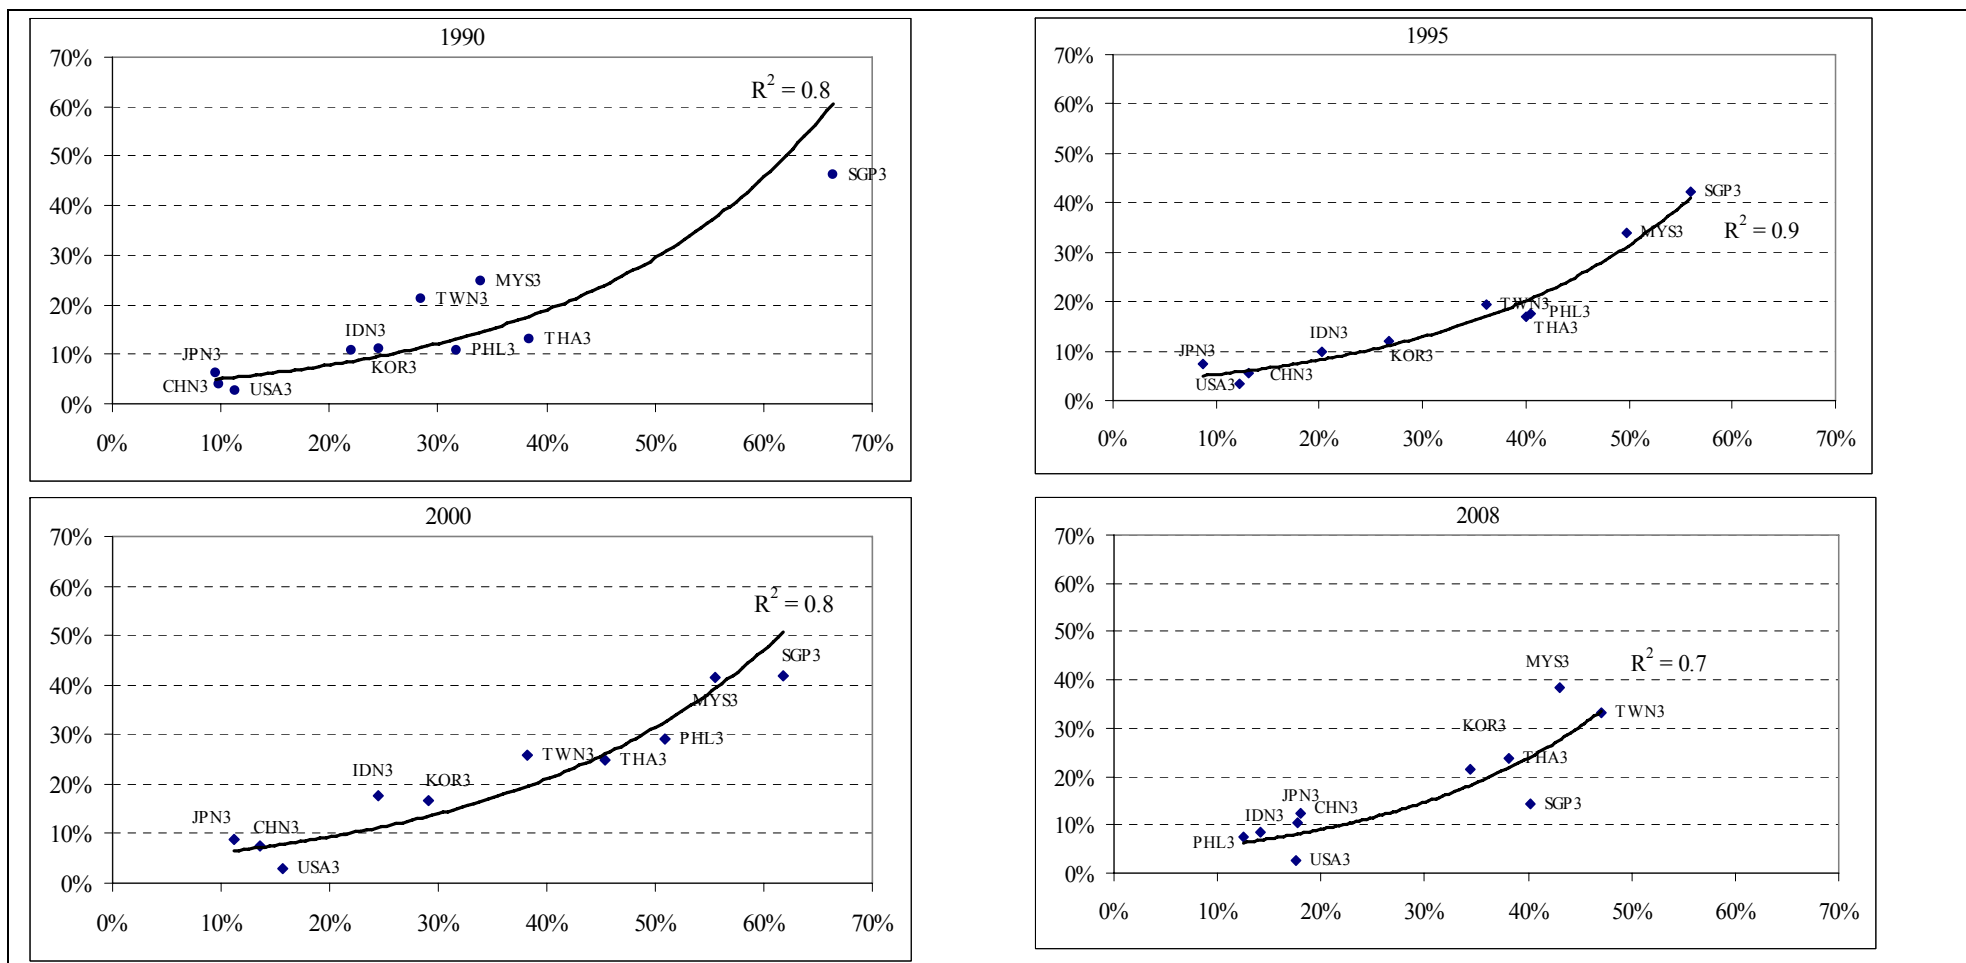 1990
70%
60%
50%
40%
30%
20%
10%
0%
R² = 0.8
SGP3
MYS3
TWN3
IDN3
THA3
PHL3
KOR3
JPN3
CHN3
USA3
0% 10% 20% 30% 40% 50% 60% 70%
1995
70%
60%
50%
40%
30%
20%
10%
0%
SGP3
R² = 0.9
MYS3
TWN3
PHL3
THA3
IDN3
KOR3
JPN3
CHN3
USA3
0% 10% 20% 30% 40% 50% 60% 70%
2000
70%
60%
50%
40%
30%
20%
10%
0%
R² = 0.8
SGP3
MYS3
PHL3
TWN3
THA3
IDN3
KOR3
JPN3
CHN3
USA3
0% 10% 20% 30% 40% 50% 60% 70%
2008
70%
60%
50%
40%
30%
20%
10%
0%
MYS3
R² = 0.7
TWN3
KOR3
THA3
SGP3
JPN3
CHN3
IDN3
PHL3
USA3
0% 10% 20% 30% 40% 50% 60% 70%